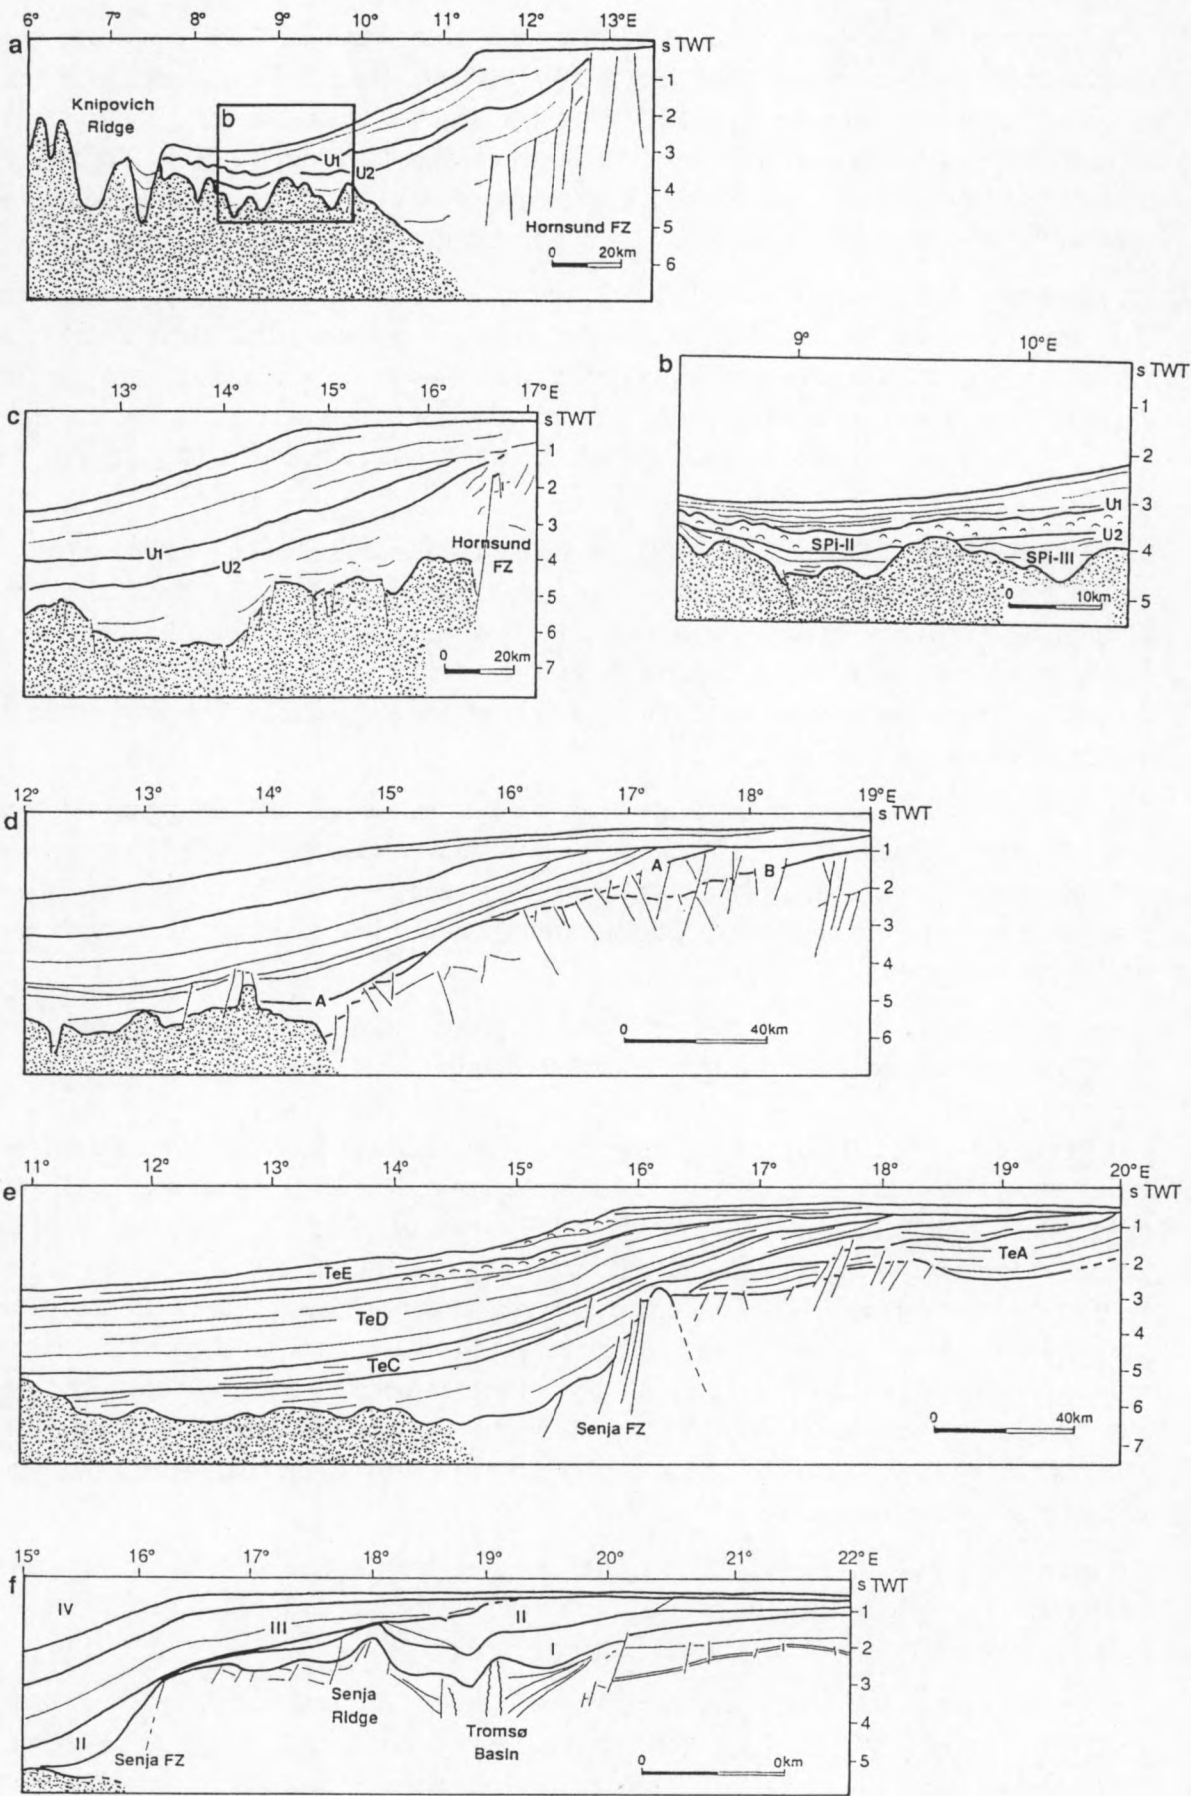 6° 7° 8° 9° 10° 11° 12° 13°E
a
s TWT
1
2
3
4
5
6
Knipovich
Ridge
b
U1
U2
Hornsund FZ
0 20km
9° 10°E
b
s TWT
1
2
3
4
5
U1
SPi-II
U2
SPi-III
0 10km
13° 14° 15° 16° 17°E
c
s TWT
1
2
3
4
5
6
7
U1
U2
Hornsund
FZ
0 20km
12° 13° 14° 15° 16° 17° 18° 19°E
d
s TWT
1
2
3
4
5
6
A
B
A
0 40km
11° 12° 13° 14° 15° 16° 17° 18° 19° 20°E
e
s TWT
1
2
3
4
5
6
7
TeA
TeE
TeD
TeC
Senja FZ
0 40km
15° 16° 17° 18° 19° 20° 21° 22°E
f
s TWT
1
2
3
4
5
IV
III
II
I
II
Senja
Ridge
Tromsø
Basin
Senja FZ
0 0km